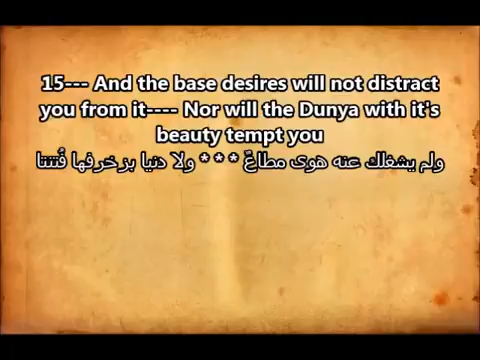 15--- And the base desires will not distract
you from it---- Nor will the Dunya with it's
beauty tempt you
ولم يشغلك عنه هوى مطاعٌ * * * ولا دنيا بزخرفها فُتنتا